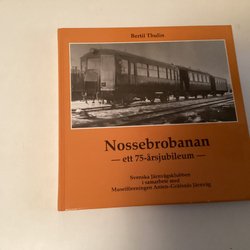 Bertil Thulin
Nossebrobanan
— ett 75-årsjubileum —
Svenska Järnvägsklubben
i samarbete med
Museiföreningen Anten-Gräfsnäs Järnväg